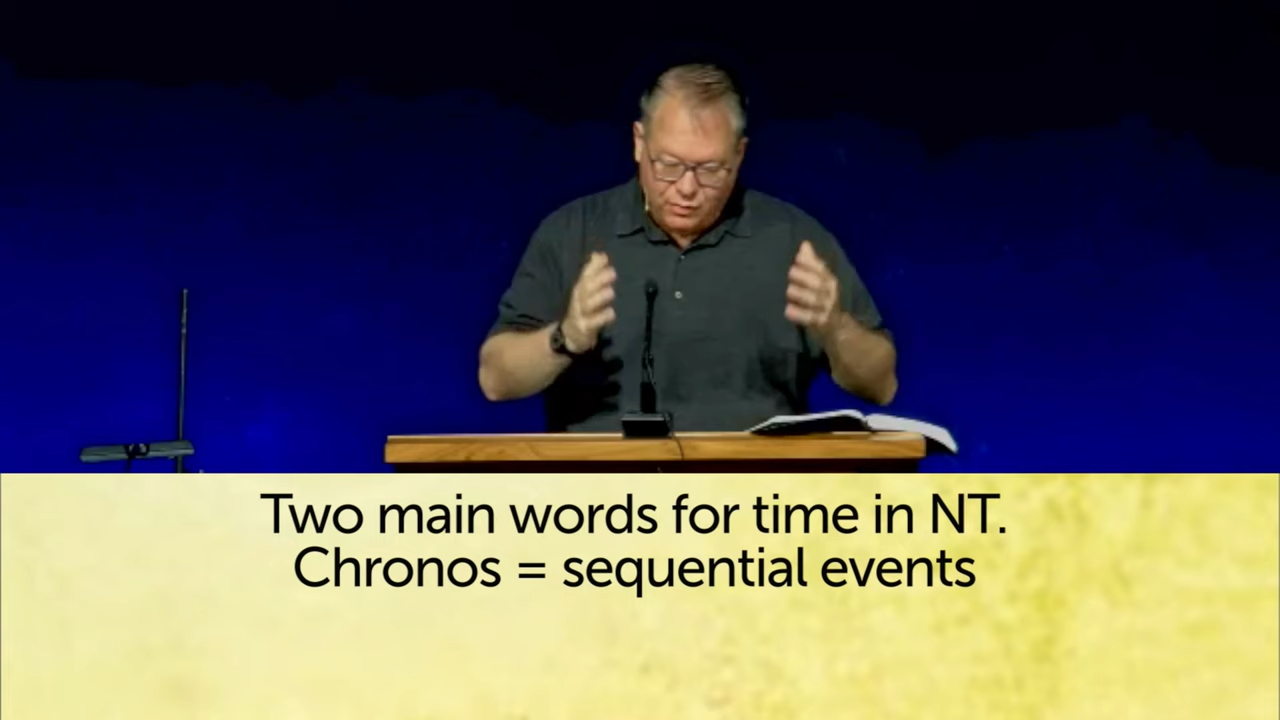 Two main words for time in NT.
Chronos = sequential events